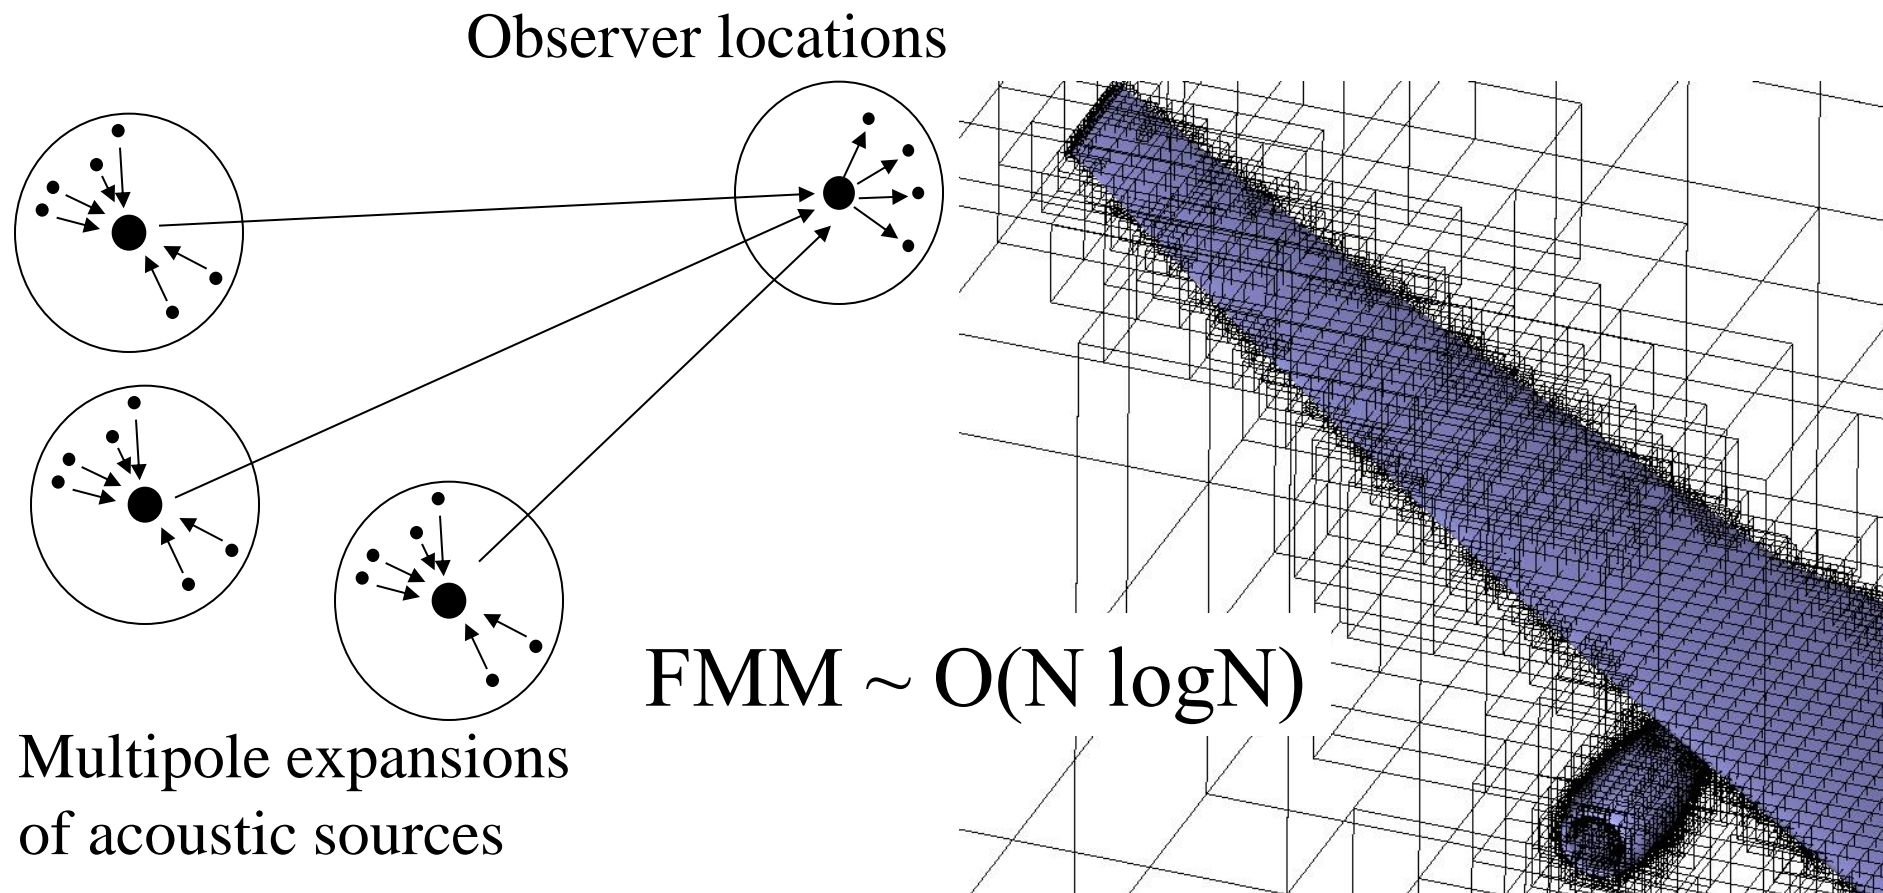 Observer locations
FMM ~ O(N logN)
Multipole expansions
of acoustic sources